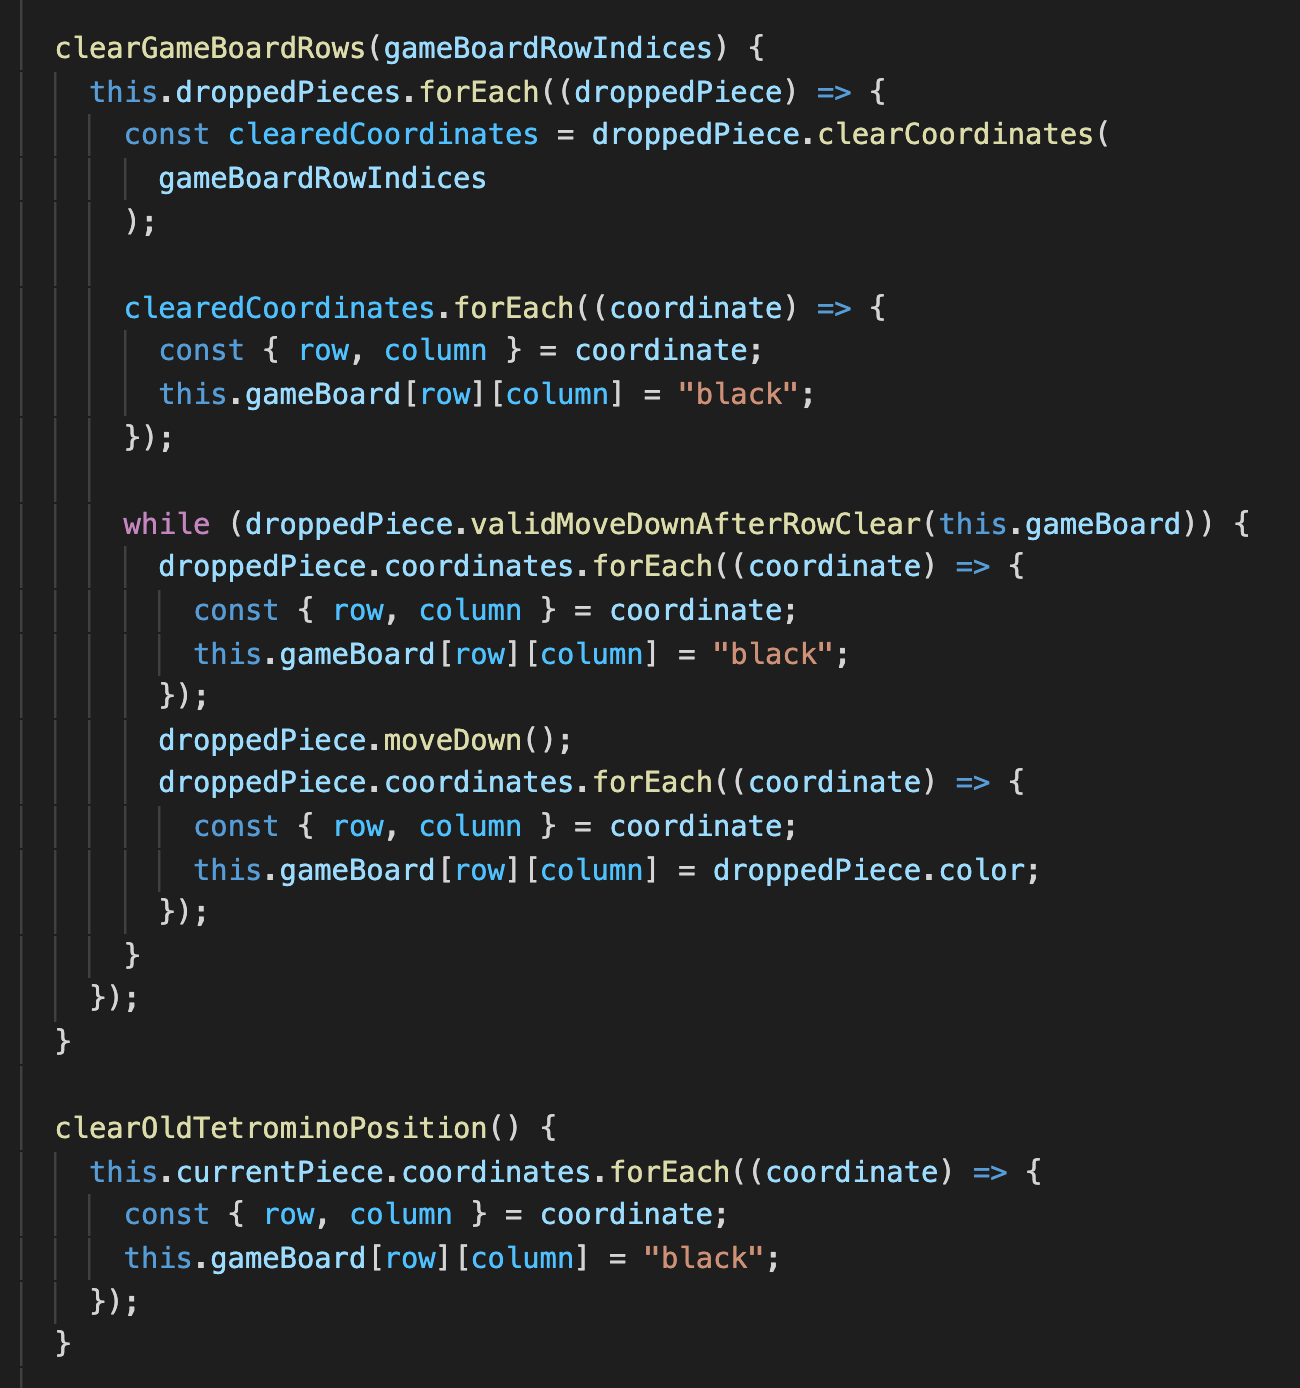 clearGameBoardRows(gameBoardRowIndices) {
  this.droppedPieces.forEach((droppedPiece) => {
    const clearedCoordinates = droppedPiece.clearCoordinates(
      gameBoardRowIndices
    );

    clearedCoordinates.forEach((coordinate) => {
      const { row, column } = coordinate;
      this.gameBoard[row][column] = "black";
    });

    while (droppedPiece.validMoveDownAfterRowClear(this.gameBoard)) {
      droppedPiece.coordinates.forEach((coordinate) => {
        const { row, column } = coordinate;
        this.gameBoard[row][column] = "black";
      });
      droppedPiece.moveDown();
      droppedPiece.coordinates.forEach((coordinate) => {
        const { row, column } = coordinate;
        this.gameBoard[row][column] = droppedPiece.color;
      });
    }
  });
}

clearOldTetrominoPosition() {
  this.currentPiece.coordinates.forEach((coordinate) => {
    const { row, column } = coordinate;
    this.gameBoard[row][column] = "black";
  });
}